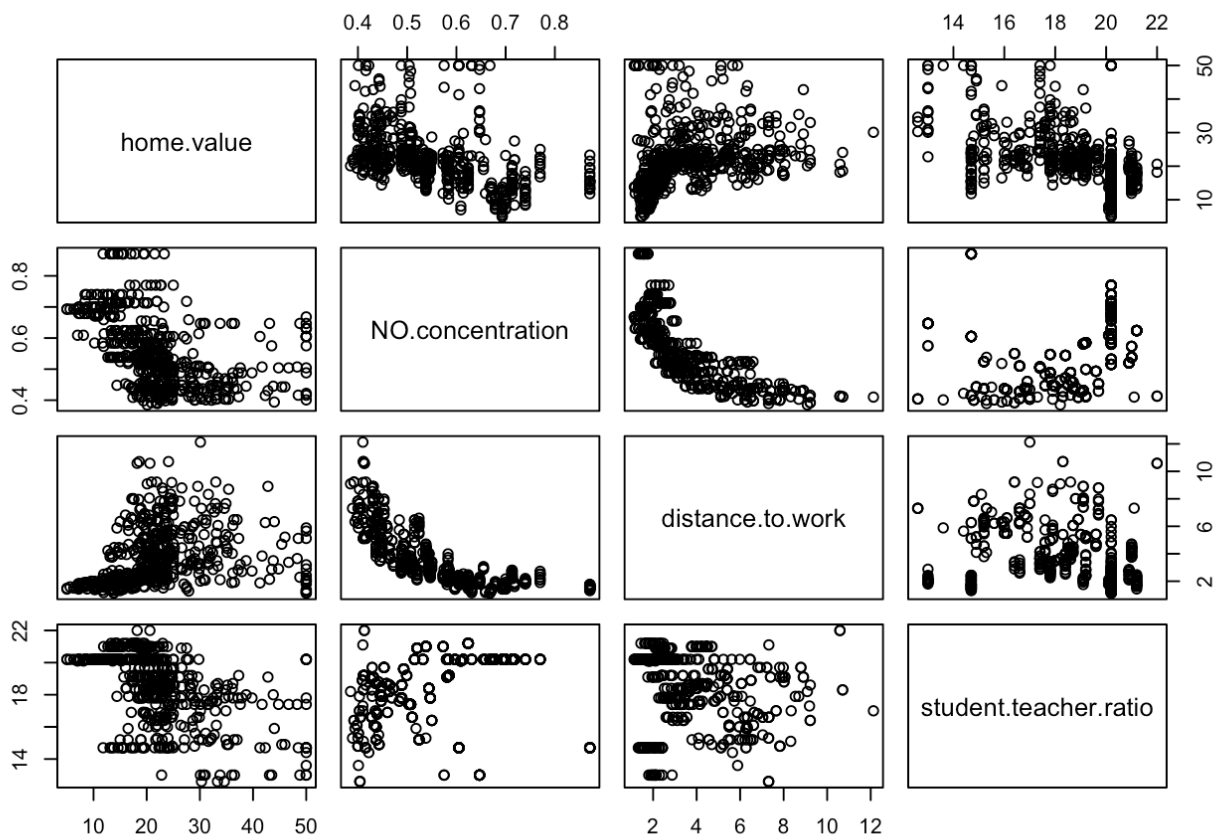 0.4 0.5 0.6 0.7 0.8
14 16 18 20 22
home.value
10 20 30 50
0.4 0.6 0.8
NO.concentration
distance.to.work
2 6 10
14 18 22
student.teacher.ratio
10 20 30 40 50
2 4 6 8 10 12